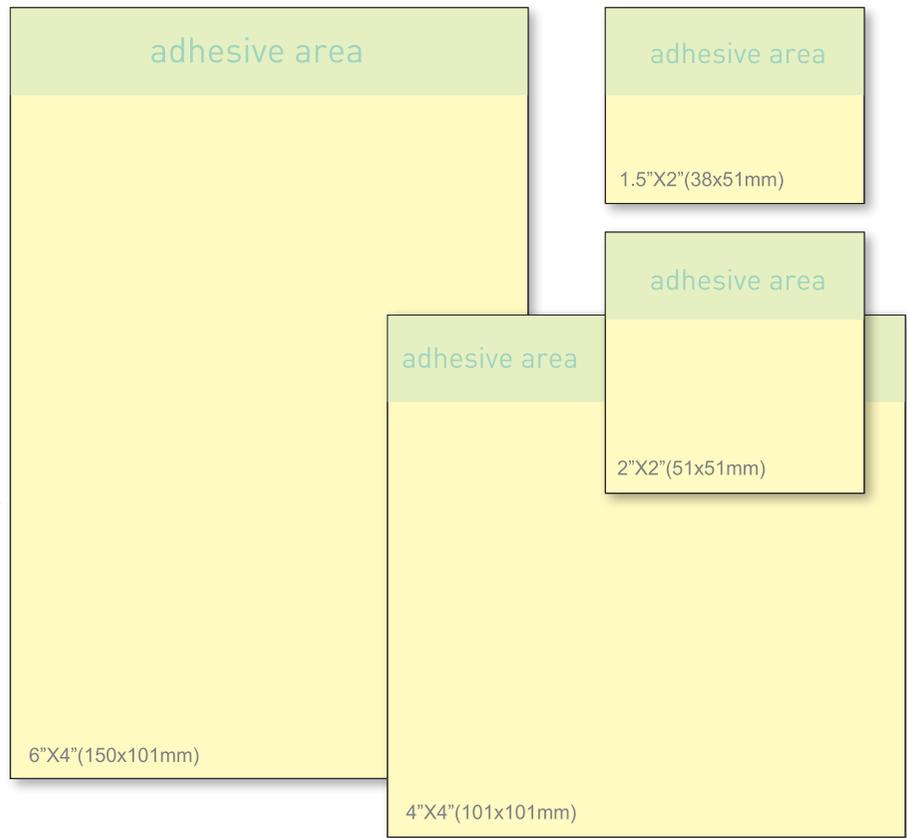 adhesive area
6”X4”(150x101mm)
adhesive area
1.5”X2”(38x51mm)
adhesive area
2”X2”(51x51mm)
adhesive area
4”X4”(101x101mm)